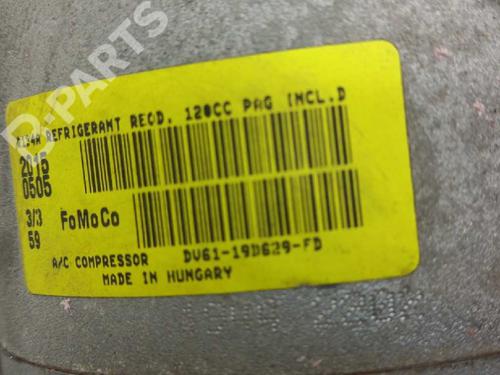 D-PARTS
R134A REFRIGERANT REQD. 120CC PAG INCL.D
2015
0505
3/3
59
FoMoCo
A/C COMPRESSOR DV61-19D629-FD
MADE IN HUNGARY